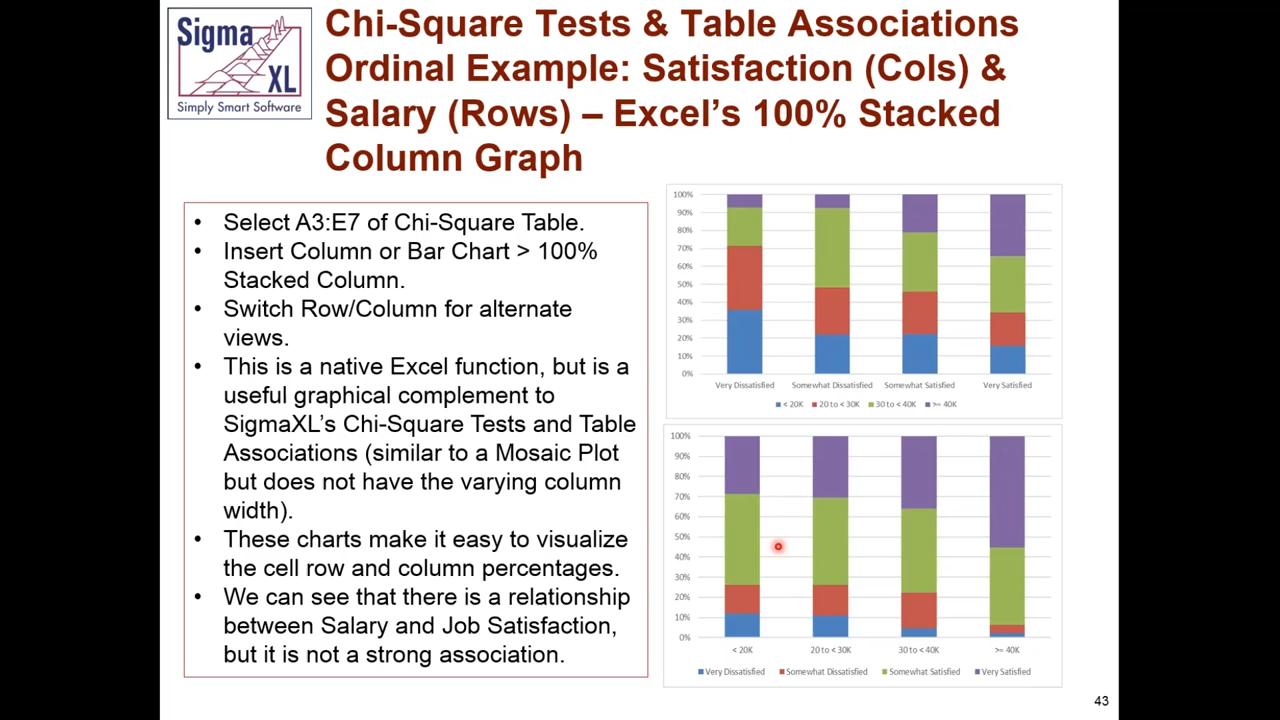 Sigma
XL
Simply Smart Software
Chi-Square Tests & Table Associations
Ordinal Example: Satisfaction (Cols) &
Salary (Rows) – Excel’s 100% Stacked
Column Graph
• Select A3:E7 of Chi-Square Table.
• Insert Column or Bar Chart > 100%
Stacked Column.
• Switch Row/Column for alternate
views.
• This is a native Excel function, but is a
useful graphical complement to
SigmaXL’s Chi-Square Tests and Table
Associations (similar to a Mosaic Plot
but does not have the varying column
width).
• These charts make it easy to visualize
the cell row and column percentages.
• We can see that there is a relationship
between Salary and Job Satisfaction,
but it is not a strong association.
100%
90%
80%
70%
60%
50%
40%
30%
20%
10%
0%
Very Dissatisfied Somewhat Dissatisfied Somewhat Satisfied Very Satisfied
< 20K 20 to < 30K 30 to < 40K >= 40K
100%
90%
80%
70%
60%
50%
40%
30%
20%
10%
0%
< 20K 20 to < 30K 30 to < 40K >= 40K
Very Dissatisfied Somewhat Dissatisfied Somewhat Satisfied Very Satisfied
43